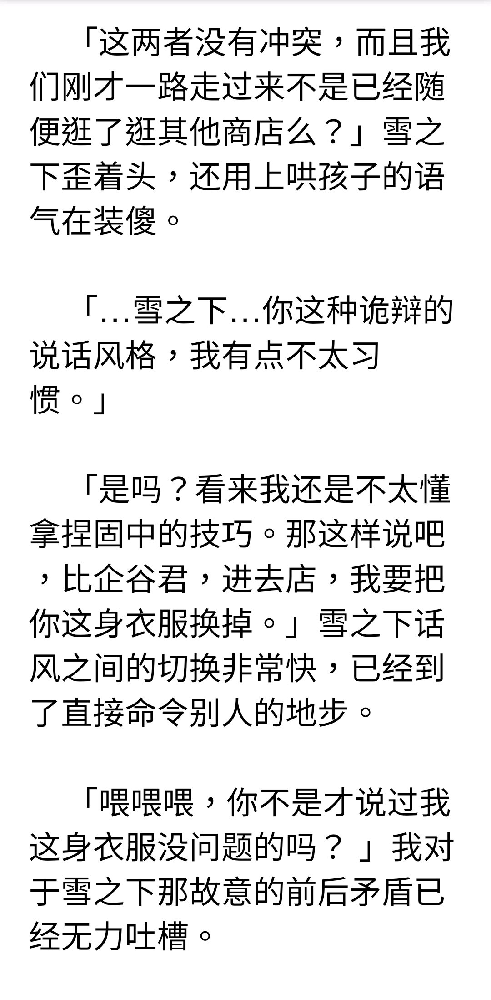 「这两者没有冲突，而且我
们刚才一路走过来不是已经随
便逛了逛其他商店么？」雪之
下歪着头，还用上哄孩子的语
气在装傻。
「…雪之下…你这种诡辩的
说话风格，我有点不太习
惯。」
「是吗？看来我还是不太懂
拿捏固中的技巧。那这样说吧
，比企谷君，进去店，我要把
你这身衣服换掉。」雪之下话
风之间的切换非常快，已经到
了直接命令别人的地步。
「喂喂喂，你不是才说过我
这身衣服没问题的吗？ 」我对
于雪之下那故意的前后矛盾已
经无力吐槽。